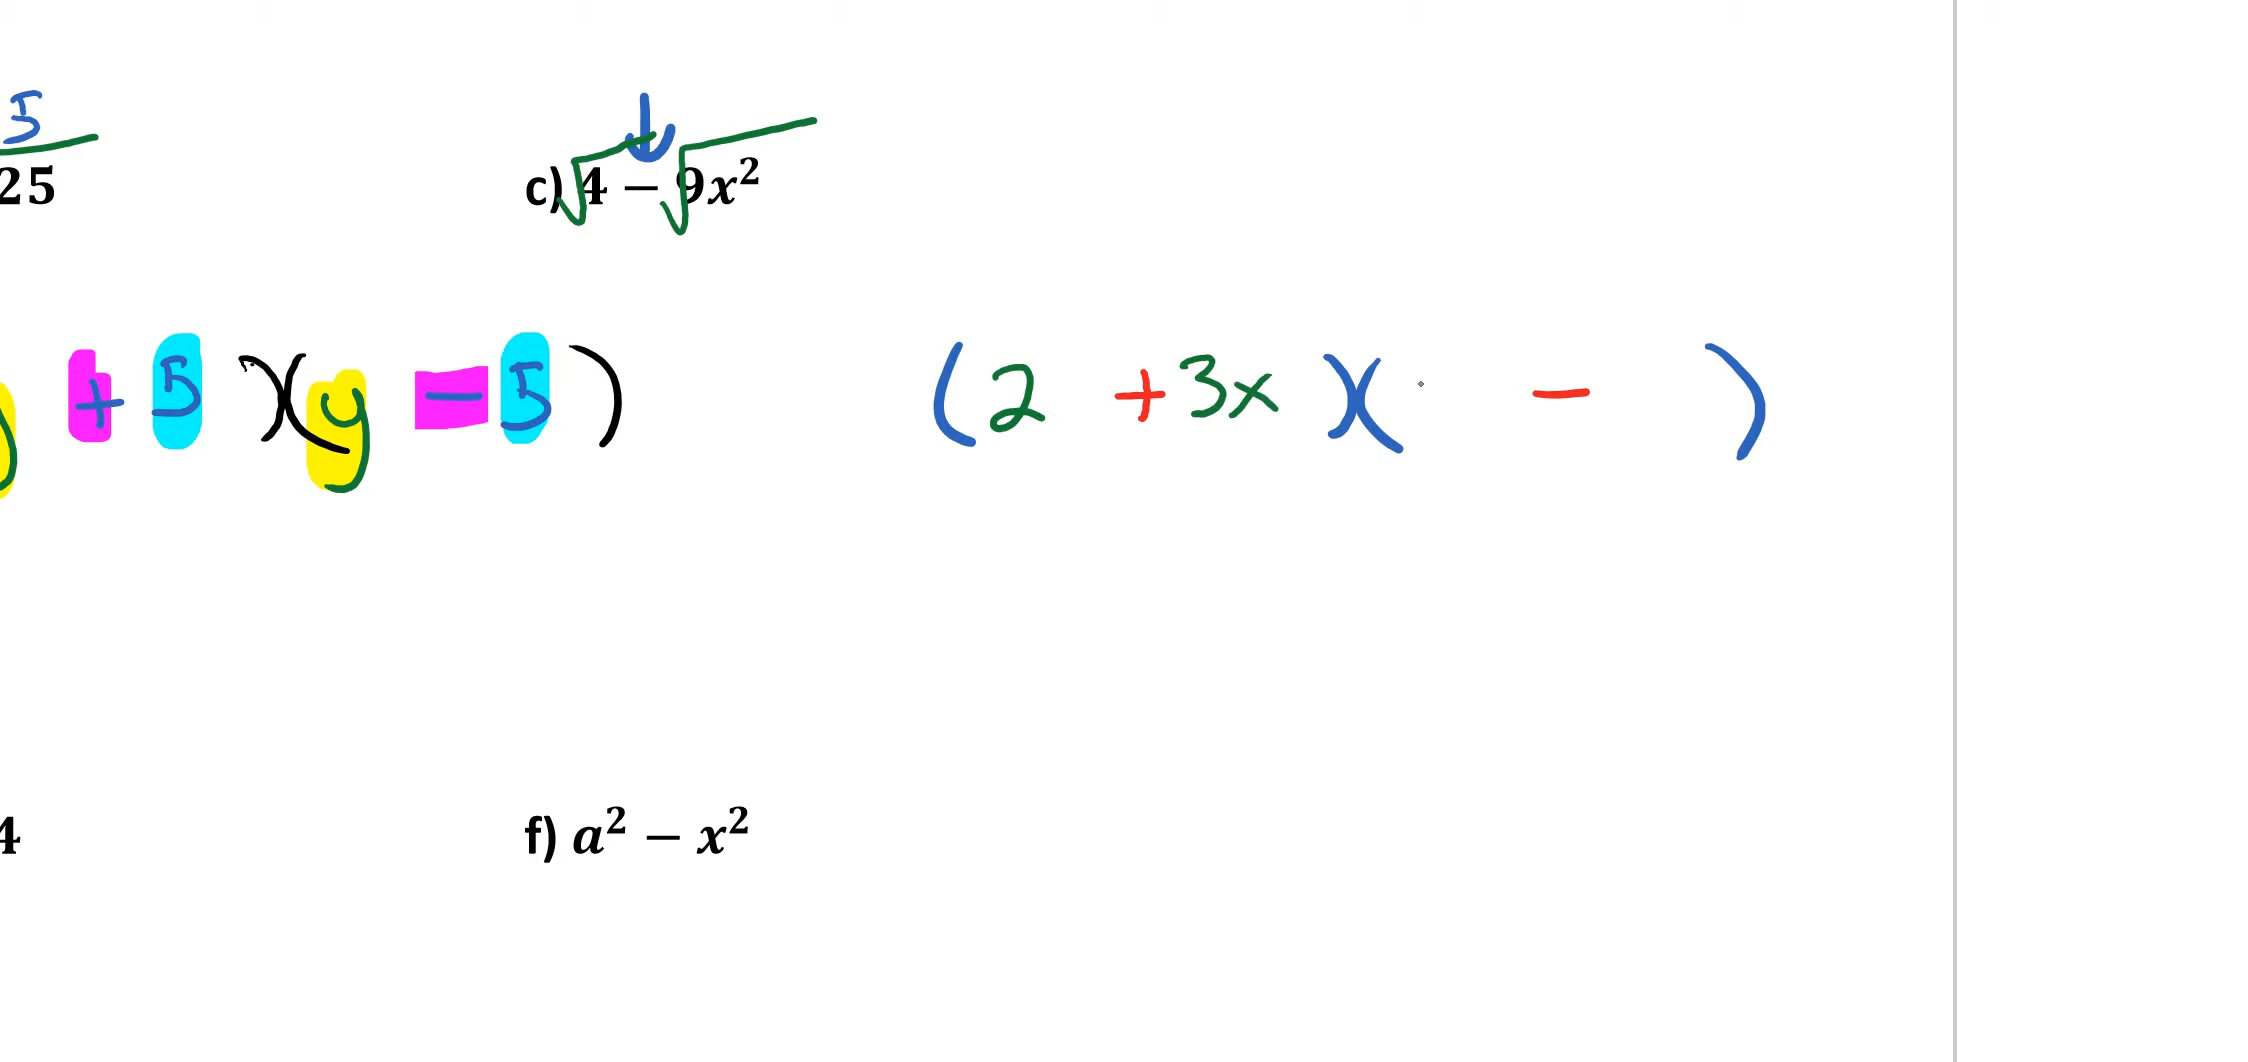 5
25
c) √4 − √9x²
+ 5 )(y − 5)
(2 + 3x)( − )
4
f) a² − x²